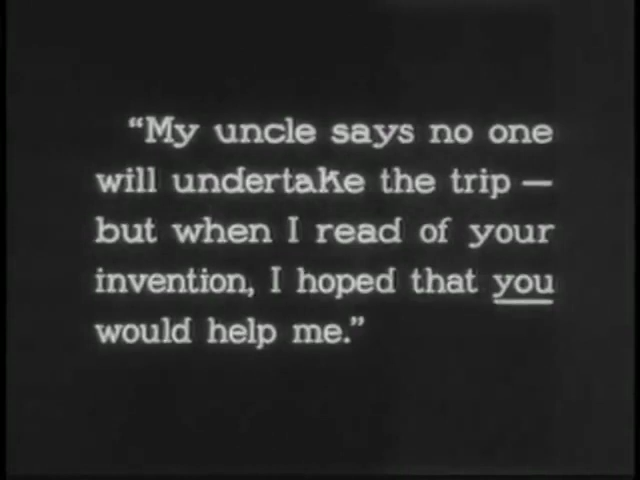 “My uncle says no one
will undertake the trip —
but when I read of your
invention, I hoped that you
would help me.”